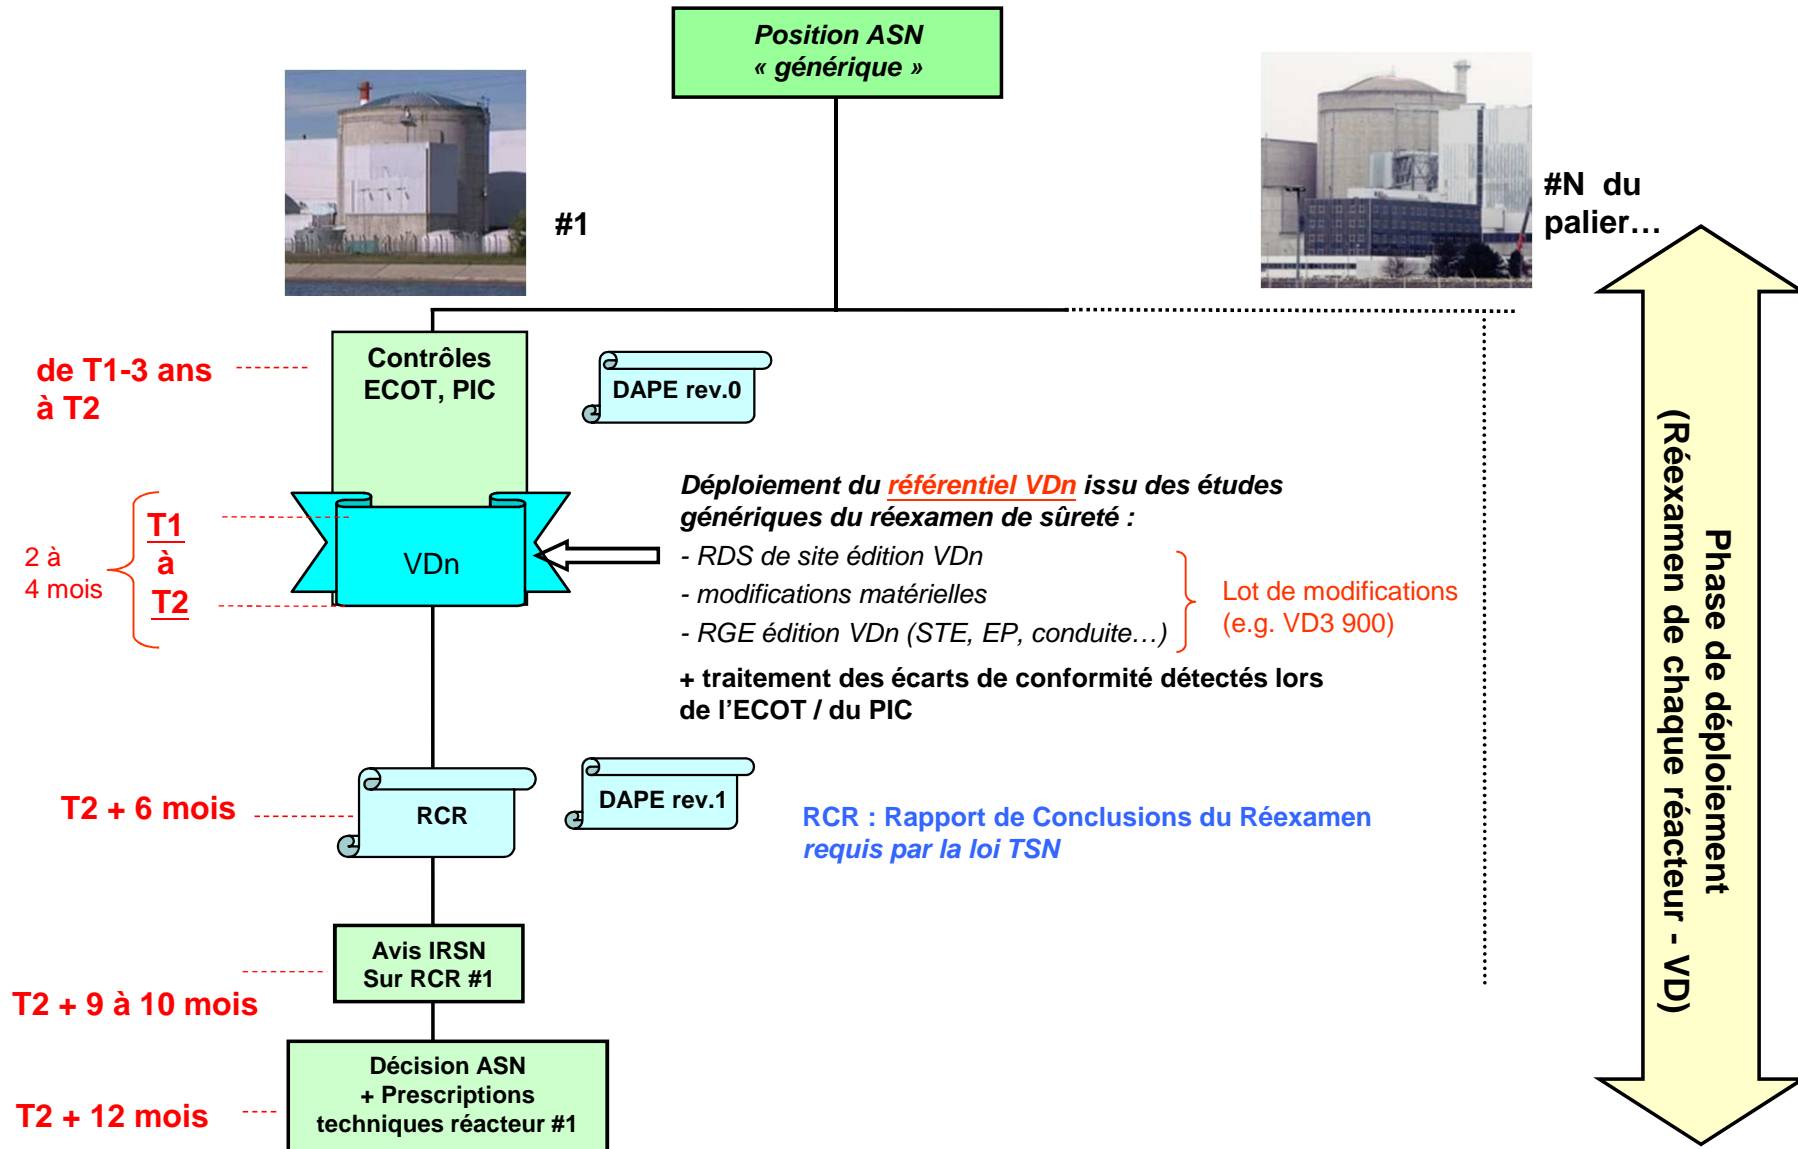 Position ASN
« générique »
#1
#N du
palier…
de T1-3 ans
à T2
Contrôles
ECOT, PIC
DAPE rev.0
2 à
4 mois
T1
à
T2
VDn
Déploiement du référentiel VDn issu des études
génériques du réexamen de sûreté :
- RDS de site édition VDn
- modifications matérielles
- RGE édition VDn (STE, EP, conduite…)
Lot de modifications
(e.g. VD3 900)
+ traitement des écarts de conformité détectés lors
de l’ECOT / du PIC
T2 + 6 mois
RCR
DAPE rev.1
RCR : Rapport de Conclusions du Réexamen
requis par la loi TSN
Avis IRSN
Sur RCR #1
T2 + 9 à 10 mois
Décision ASN
+ Prescriptions
techniques réacteur #1
T2 + 12 mois
Phase de déploiement
(Réexamen de chaque réacteur - VD)